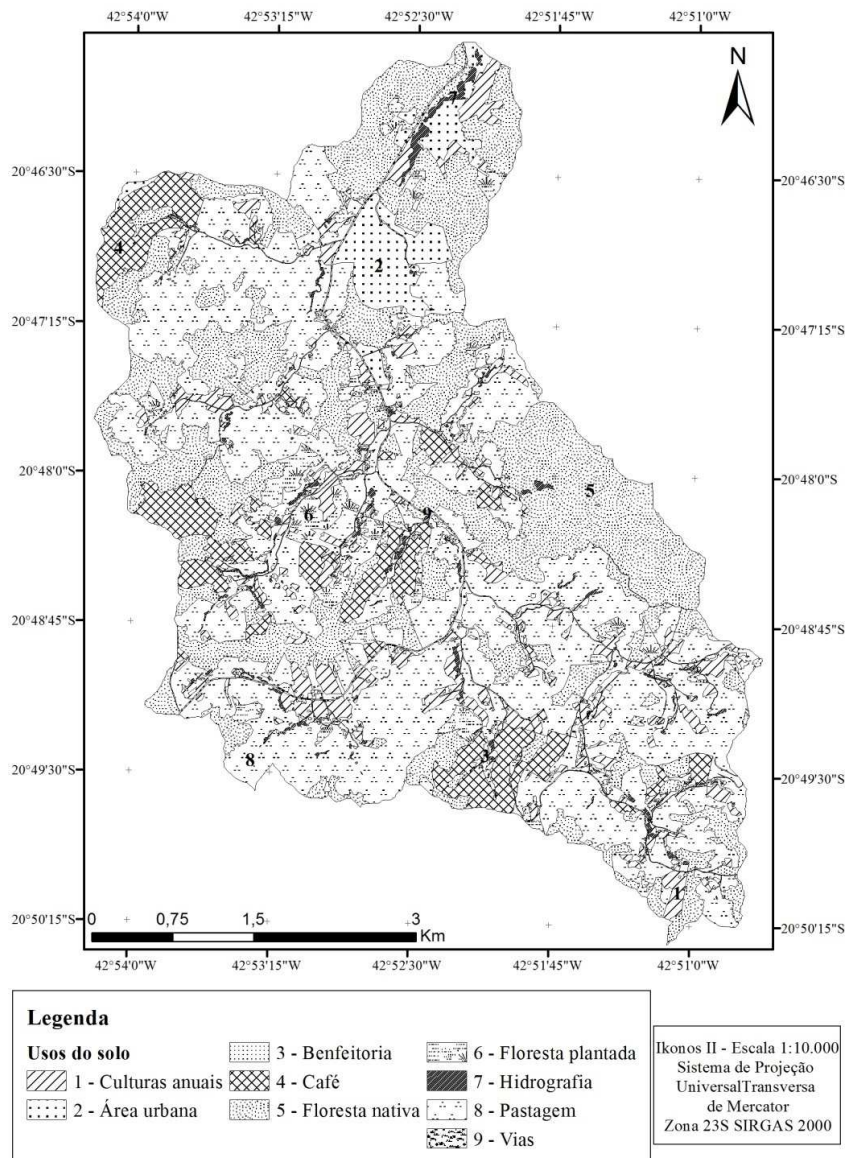 42°54'0"W 42°53'15"W 42°52'30"W 42°51'45"W 42°51'0"W
N
7
20°46'30"S 20°46'30"S
4
2
20°47'15"S 20°47'15"S
20°48'0"S 20°48'0"S
5
6 9
20°48'45"S 20°48'45"S
3
8
20°49'30"S 20°49'30"S
1
20°50'15"S 20°50'15"S
0 0,75 1,5 3
Km
42°54'0"W 42°53'15"W 42°52'30"W 42°51'45"W 42°51'0"W
Legenda
Usos do solo
1 - Culturas anuais
2 - Área urbana
3 - Benfeitoria
4 - Café
5 - Floresta nativa
6 - Floresta plantada
7 - Hidrografia
8 - Pastagem
9 - Vias
Ikonos II - Escala 1:10.000
Sistema de Projeção
UniversalTransversa
de Mercator
Zona 23S SIRGAS 2000